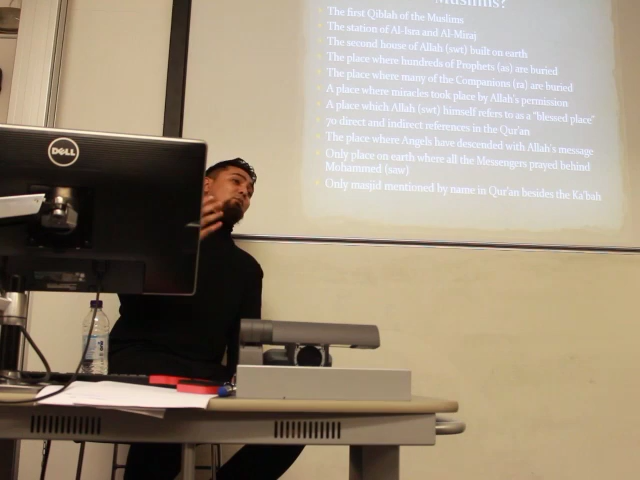 Muslims?
The first Qiblah of the Muslims
The station of Al-Isra and Al-Miraj
The second house of Allah (swt) built on earth
The place where hundreds of Prophets (as) are buried
The place where many of the Companions (ra) are buried
A place where miracles took place by Allah's permission
A place which Allah (swt) himself refers to as a "blessed place"
70 direct and indirect references in the Qur'an
The place where Angels have descended with Allah's message
Only place on earth where all the Messengers prayed behind
Mohammed (saw)
Only masjid mentioned by name in Qur'an besides the Ka'bah
DELL